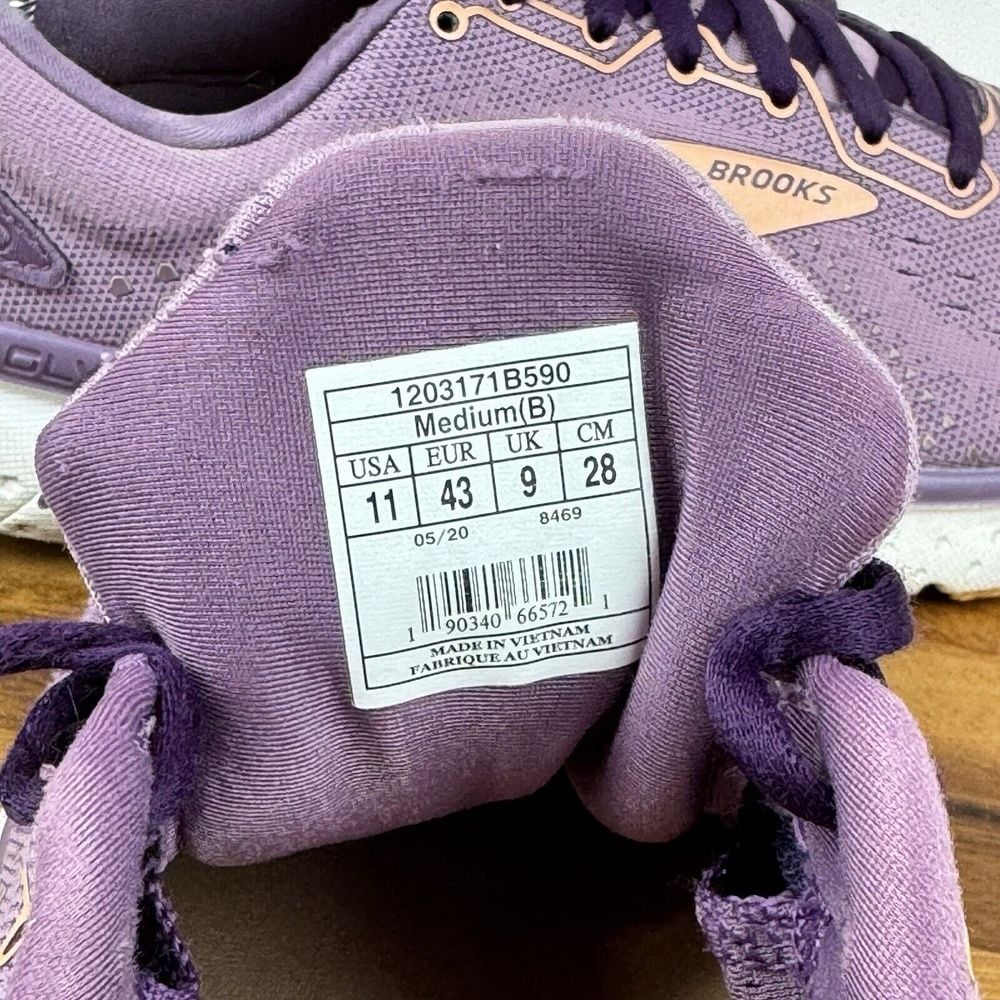 BROOKS
1203171B590
Medium(B)
USA EUR UK CM
11 43 9 28
05/20 8469
1 90340 66572 1
MADE IN VIETNAM
FABRIQUE AU VIETNAM